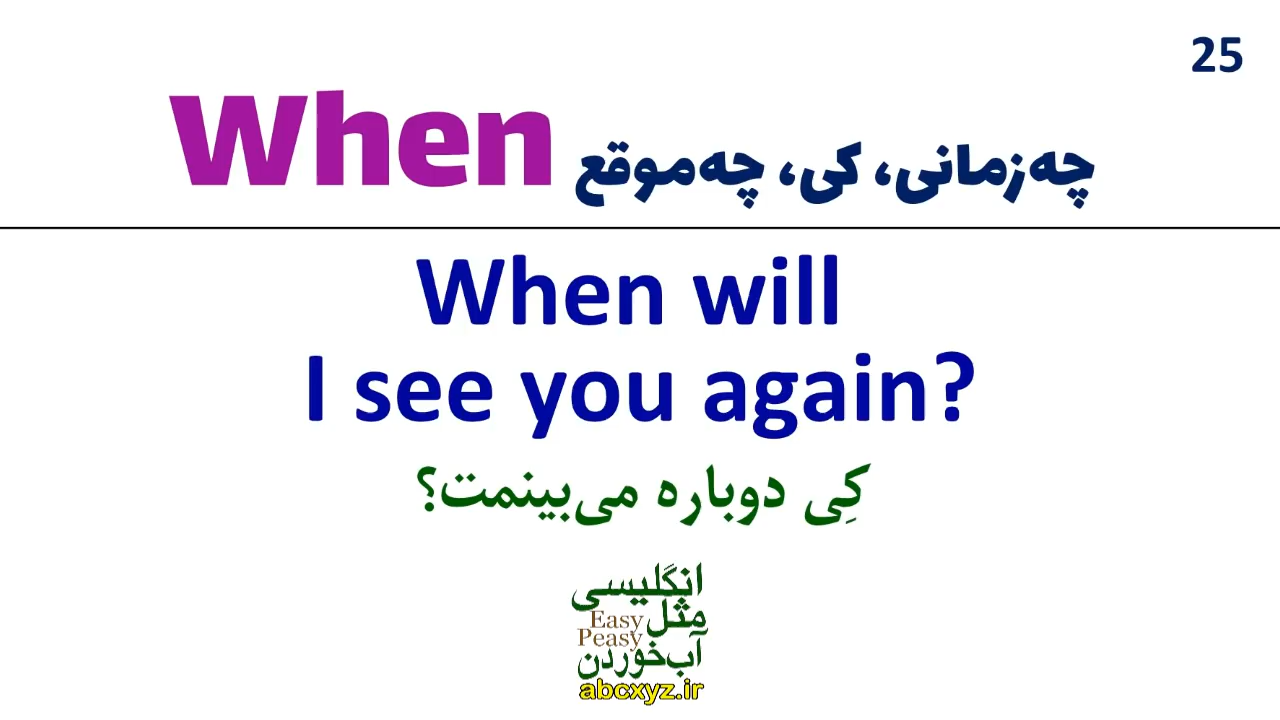 25
When چه‌زمانی، کی، چه‌موقع
When will
I see you again?
کِی دوباره می‌بینمت؟
انگلیسی
مثل Easy
Peasy
آب‌خوردن
abcxyz.ir